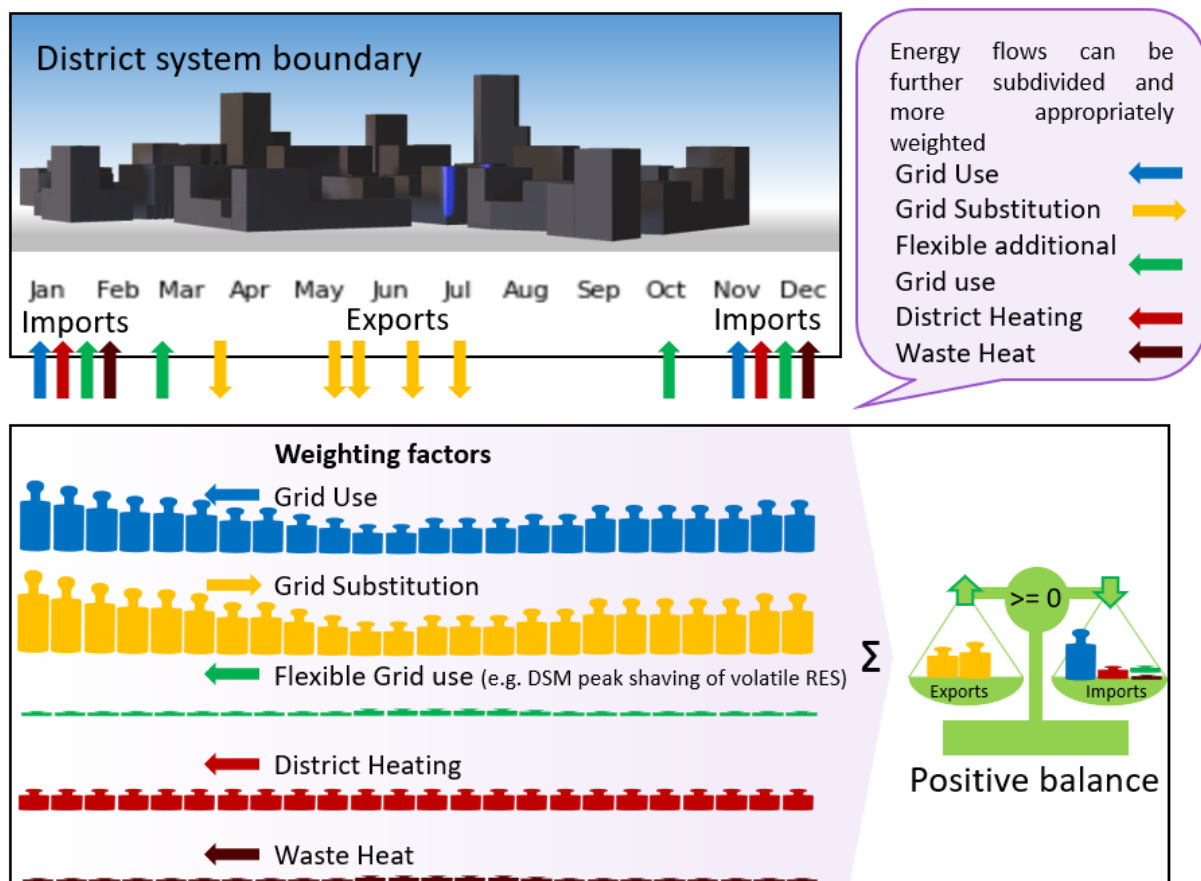 District system boundary
Energy flows can be
further subdivided and
more appropriately
weighted
Grid Use
Grid Substitution
Flexible additional
Grid use
District Heating
Waste Heat
Jan Feb Mar Apr May Jun Jul Aug Sep Oct Nov Dec
Imports Exports Imports
Weighting factors
Grid Use
Grid Substitution
Flexible Grid use (e.g. DSM peak shaving of volatile RES)
District Heating
Waste Heat
Σ
>= 0
Exports Imports
Positive balance